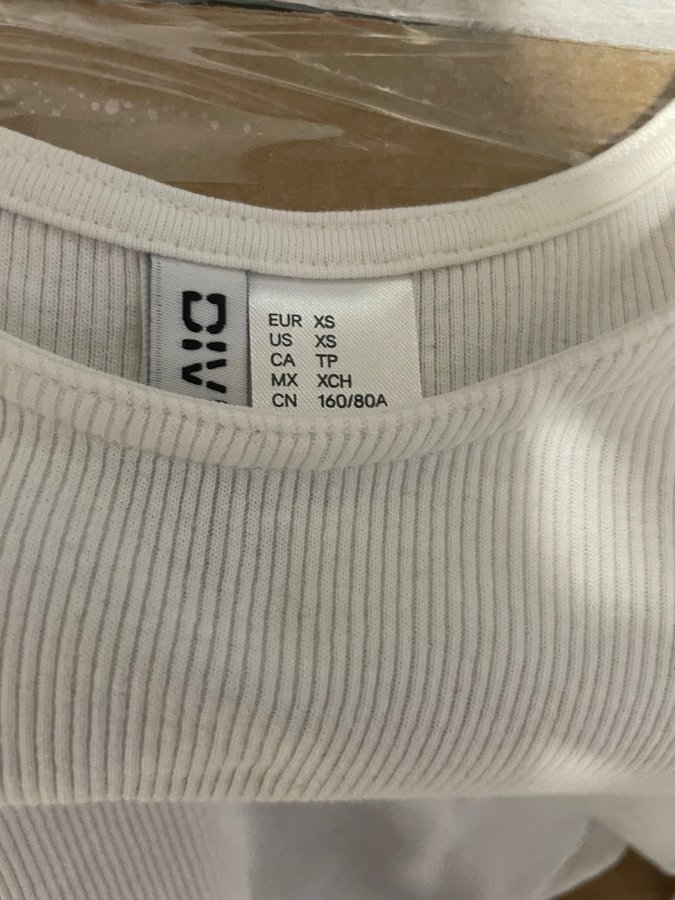 DIV
EUR XS
US XS
CA TP
MX XCH
CN 160/80A